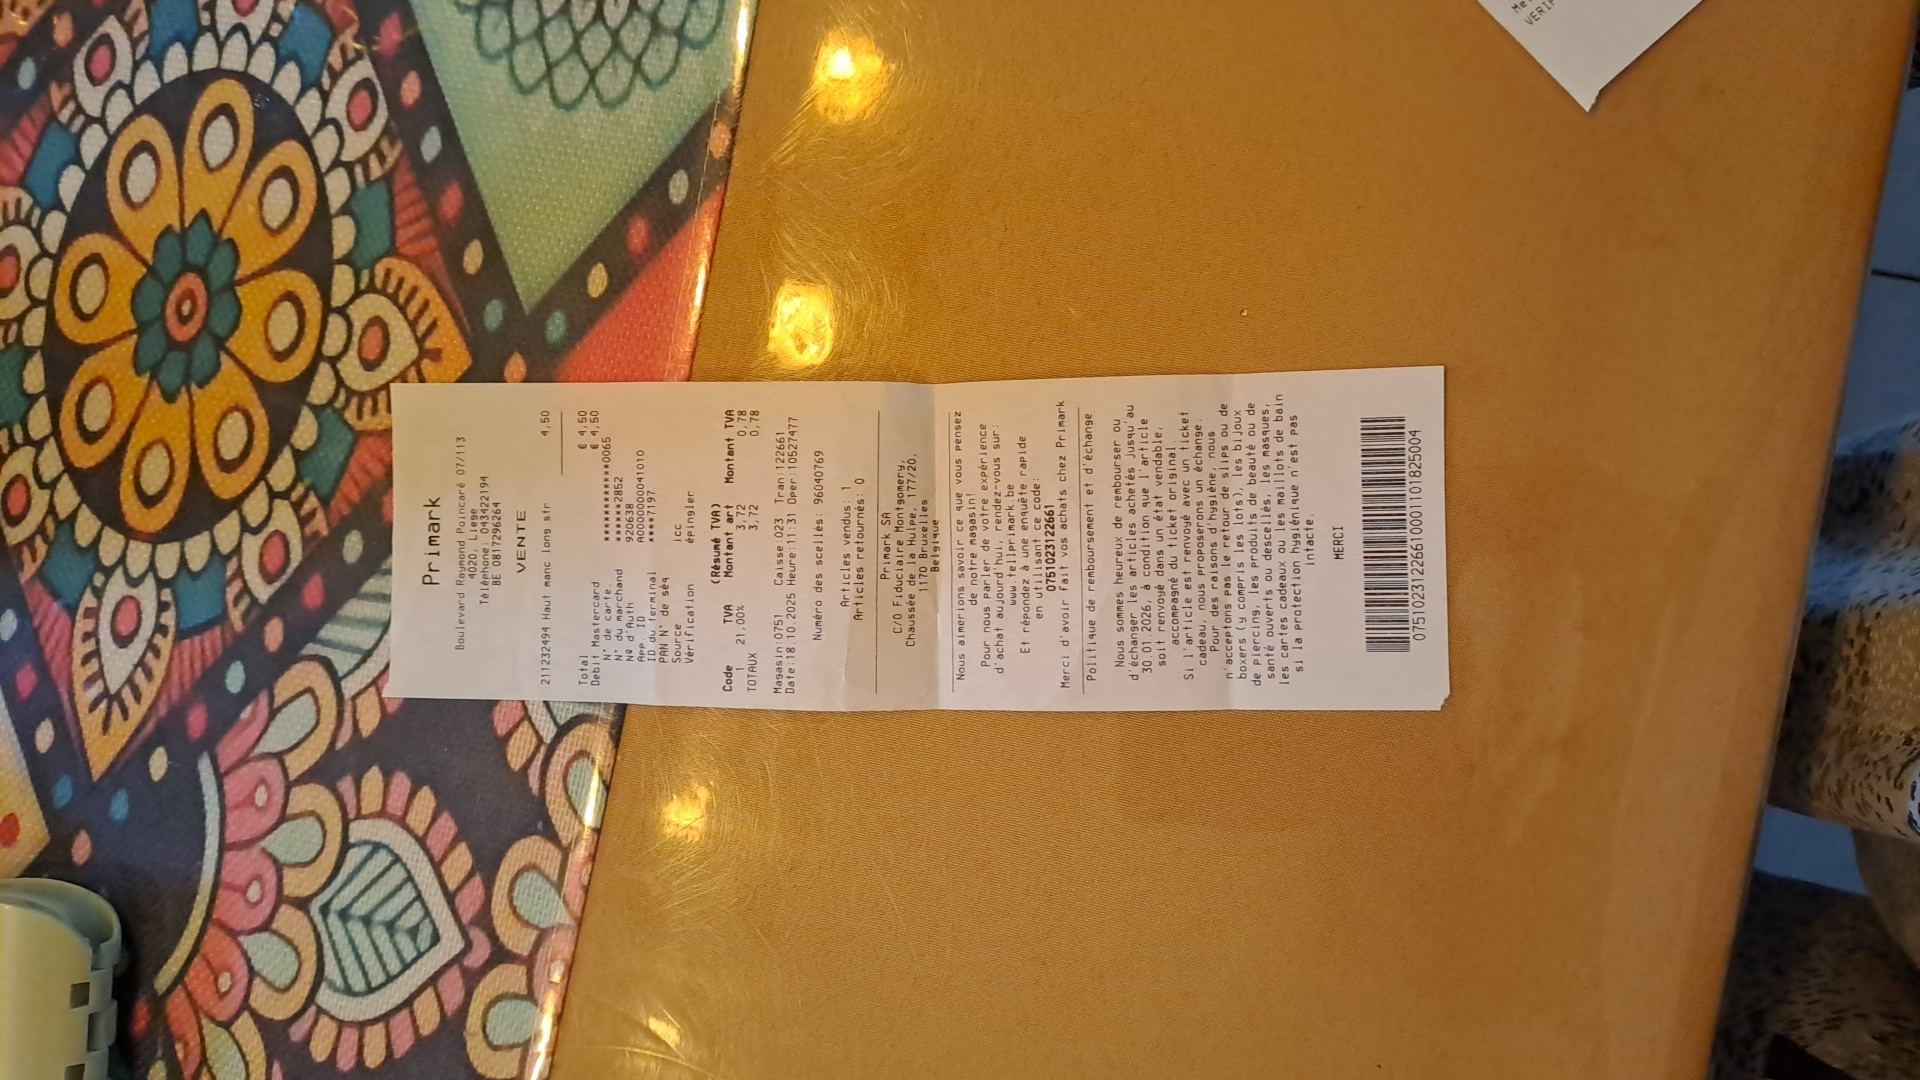 Primark
Boulevard Raymond Poincaré 07/113
4020, Liege
Téléphone: 043422194
BE 0817296264
VENTE
211232494 Haut manc long str 4,50
Total € 4,50
Debit Mastercard € 4,50
N° de carte. ************0065
N° du marchand ******2852
Nº d'Auth 920638
App. ID A0000000041010
ID du terminal ****7197
PAN N° de séq
Source icc
Vérification épingler
(Résumé TVA)
Code TVA Montant art Montant TVA
1 21,00% 3,72 0,78
TOTAUX 3,72 0,78
Magasin:0751 Caisse:023 Tran:122661
Date:18.10.2025 Heure:11:31 Oper:10527477
Numéro des scellés: 96040769
Articles vendus: 1
Articles retournés: 0
Primark SA
C/O Fiduciaire Montgomery,
Chaussée de la Hulpe, 177/20,
1170 Bruxelles
Belgique
Nous aimerions savoir ce que vous pensez
de notre magasin!
Pour nous parler de votre expérience
d'achat aujourd'hui, rendez-vous sur:
www.tellprimark.be
Et répondez à une enquête rapide
en utilisant ce code:
0751023122661
Merci d'avoir fait vos achats chez Primark
Politique de remboursement et d'échange
Nous sommes heureux de rembourser ou
d'échanger les articles achetés jusqu'au
30.01.2026, à condition que l'article
soit renvoyé dans un état vendable,
accompagné du ticket original.
Si l'article est renvoyé avec un ticket
cadeau, nous proposerons un échange.
Pour des raisons d'hygiène, nous
n'acceptons pas le retour de slips ou de
boxers (y compris les lots), les bijoux
de piercing, les produits de beauté ou de
santé ouverts ou descellés, les masques,
les cartes cadeaux ou les maillots de bain
si la protection hygiénique n'est pas
intacte.
MERCI
07510231226610001101825004